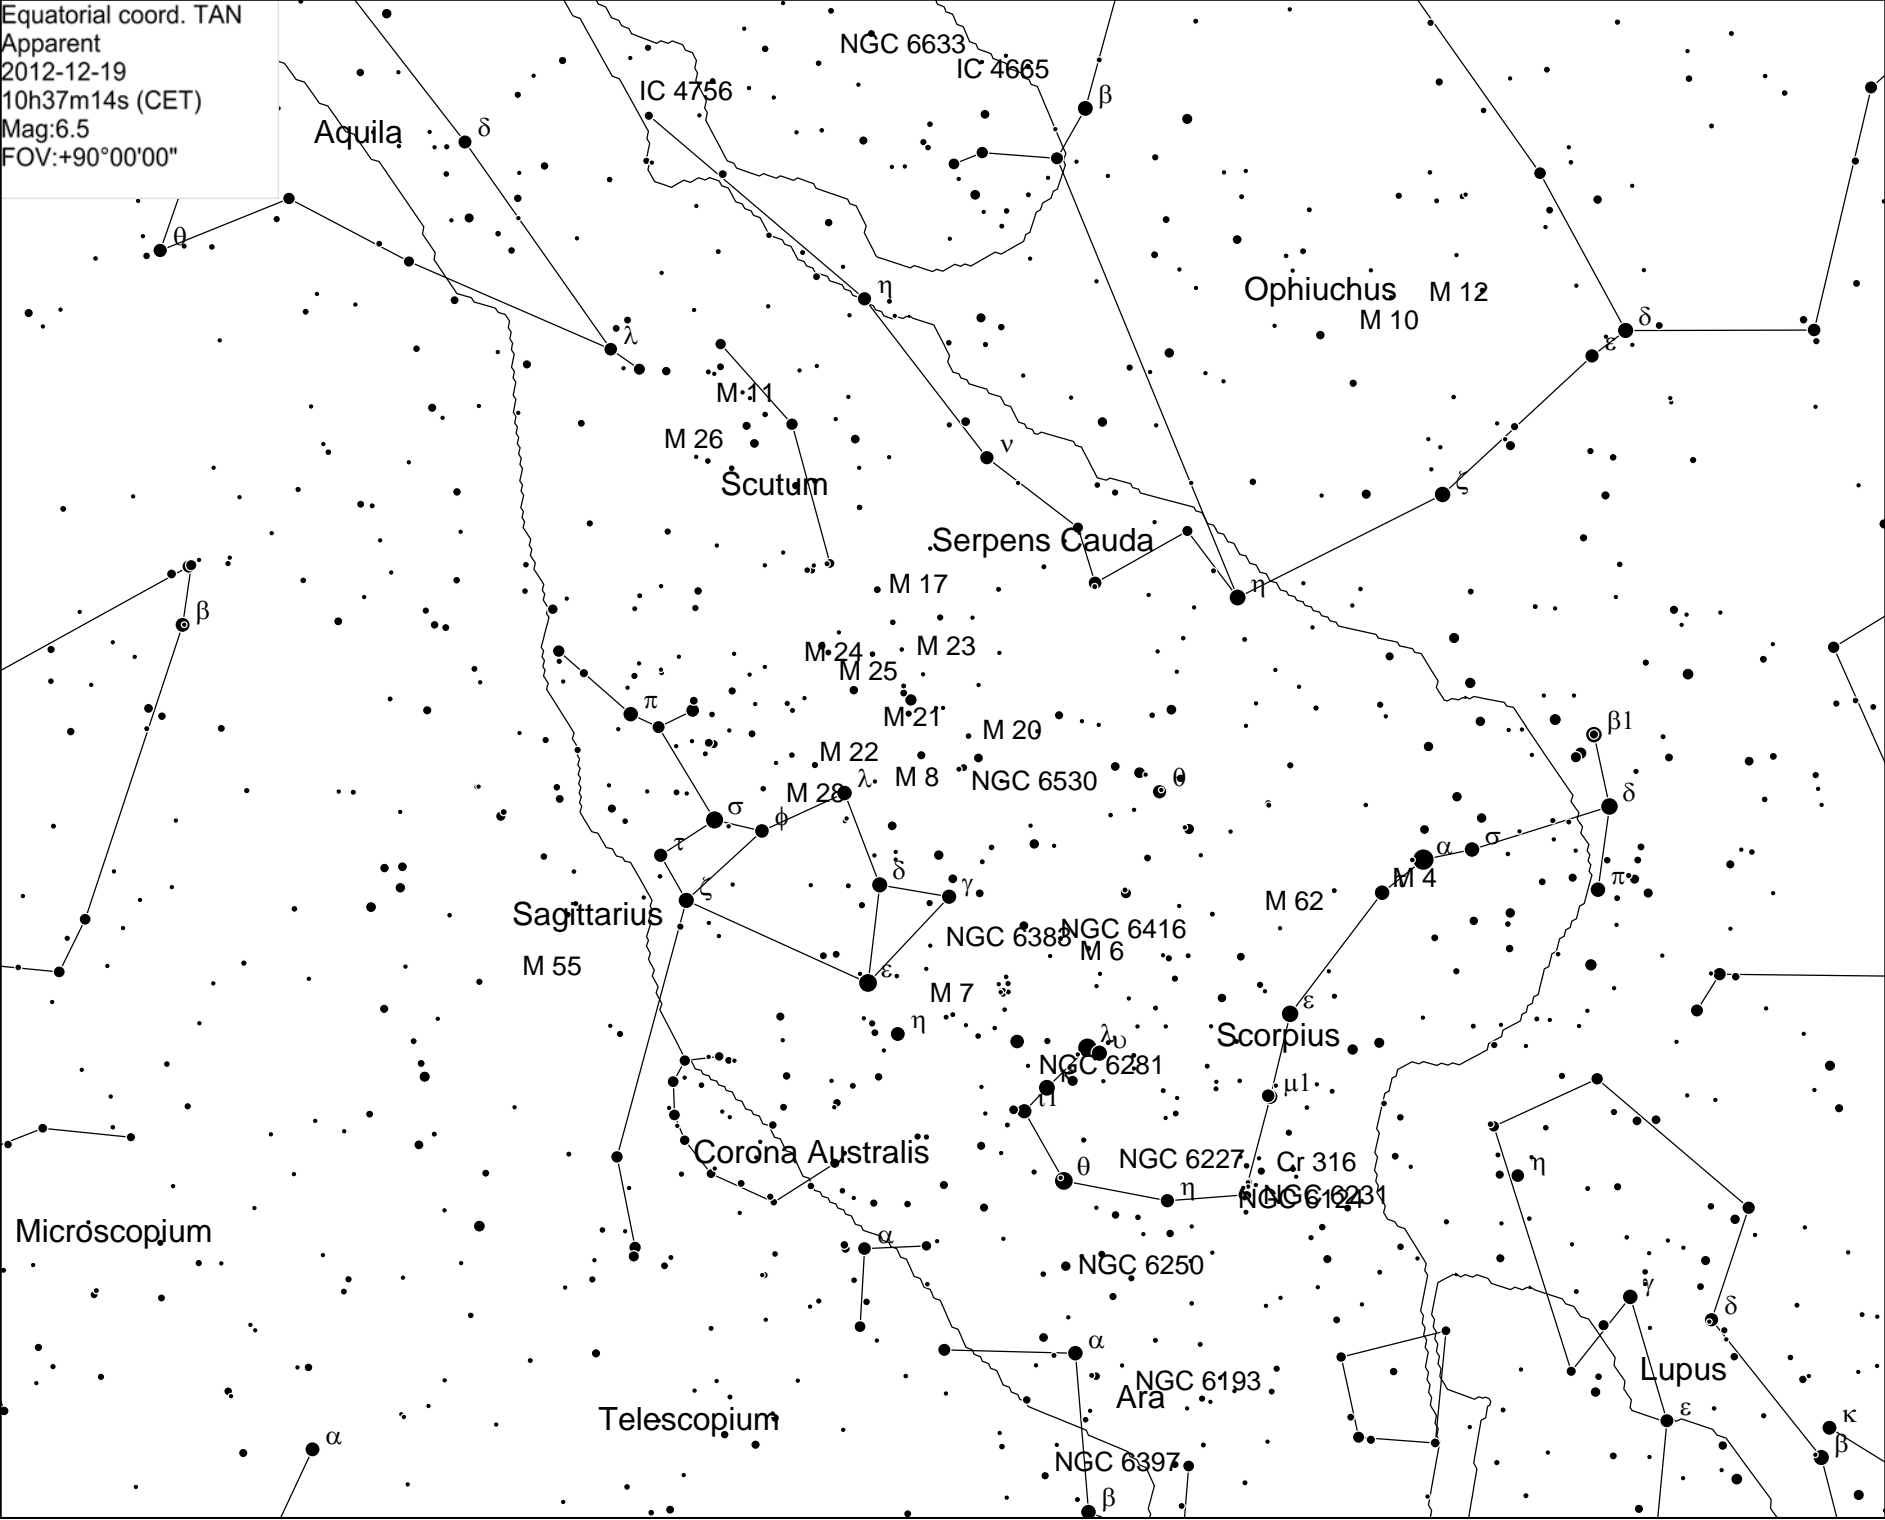 Equatorial coord. TAN
Apparent
2012-12-19
10h37m14s (CET)
Mag:6.5
FOV:+90°00'00"
NGC 6633
IC 4665
IC 4756
β
Aquila
δ
θ
η
Ophiuchus
M 12
M 10
δ
ε
λ
M 11
M 26
ν
Scutum
ζ
Serpens Cauda
M 17
η
β
M 24
M 23
M 25
π
M 21
M 20
β1
M 22
λ
M 8
NGC 6530
θ
M 28
δ
σ
φ
τ
α
σ
M 4
δ
γ
π
ζ
M 62
Sagittarius
NGC 6383
NGC 6416
M 6
M 55
ε
M 7
ε
η
Scorpius
λ
υ
NGC 6281
κ
ι1
μ1
Corona Australis
θ
NGC 6227
Cr 316
η
η
NGC 6231
NGC 6124
Microscopium
α
NGC 6250
γ
δ
α
Lupus
NGC 6193
Ara
Telescopium
ε
κ
α
β
NGC 6397
β